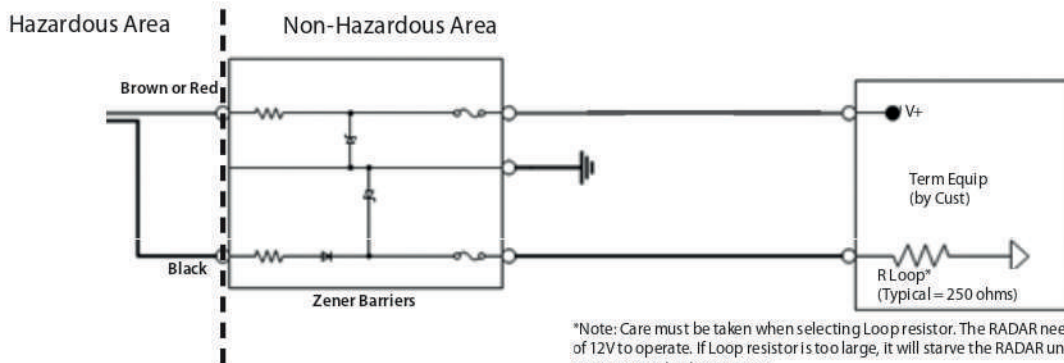 Hazardous Area
Non-Hazardous Area
Brown or Red
V+
Term Equip
(by Cust)
Black
R Loop*
(Typical = 250 ohms)
Zener Barriers
*Note: Care must be taken when selecting Loop resistor. The RADAR
of 12V to operate. If Loop resistor is too large, it will starve the RADAR